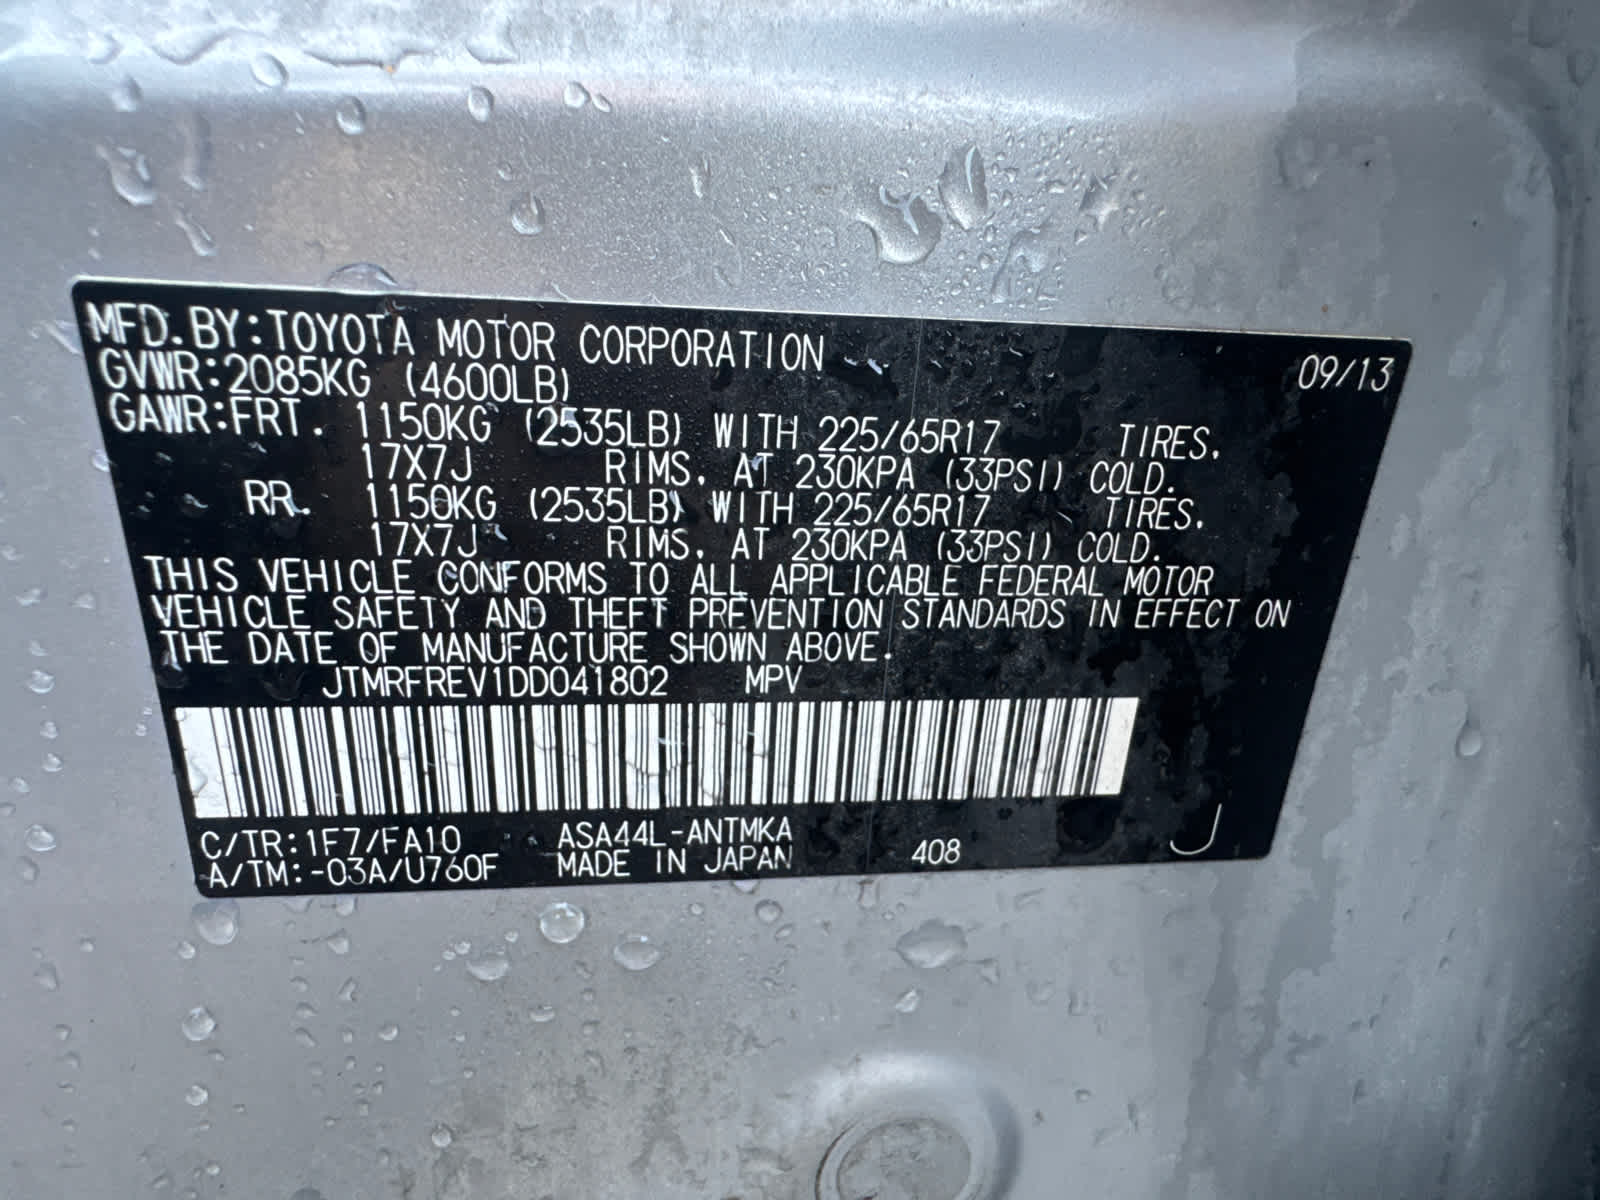 MFD. BY:TOYOTA MOTOR CORPORATION 09/13
GVWR:2085KG (4600LB)
GAWR:FRT. 1150KG (2535LB) WITH 225/65R17 TIRES.
17X7J RIMS. AT 230KPA (33PSI) COLD.
RR. 1150KG (2535LB) WITH 225/65R17 TIRES.
17X7J RIMS. AT 230KPA (33PSI) COLD.
THIS VEHICLE CONFORMS TO ALL APPLICABLE FEDERAL MOTOR
VEHICLE SAFETY AND THEFT PREVENTION STANDARDS IN EFFECT ON
THE DATE OF MANUFACTURE SHOWN ABOVE.
JTMRFREV1DD041802 MPV
C/TR:1F7/FA10 ASA44L-ANTMKA
A/TM:-03A/U760F MADE IN JAPAN 408 J